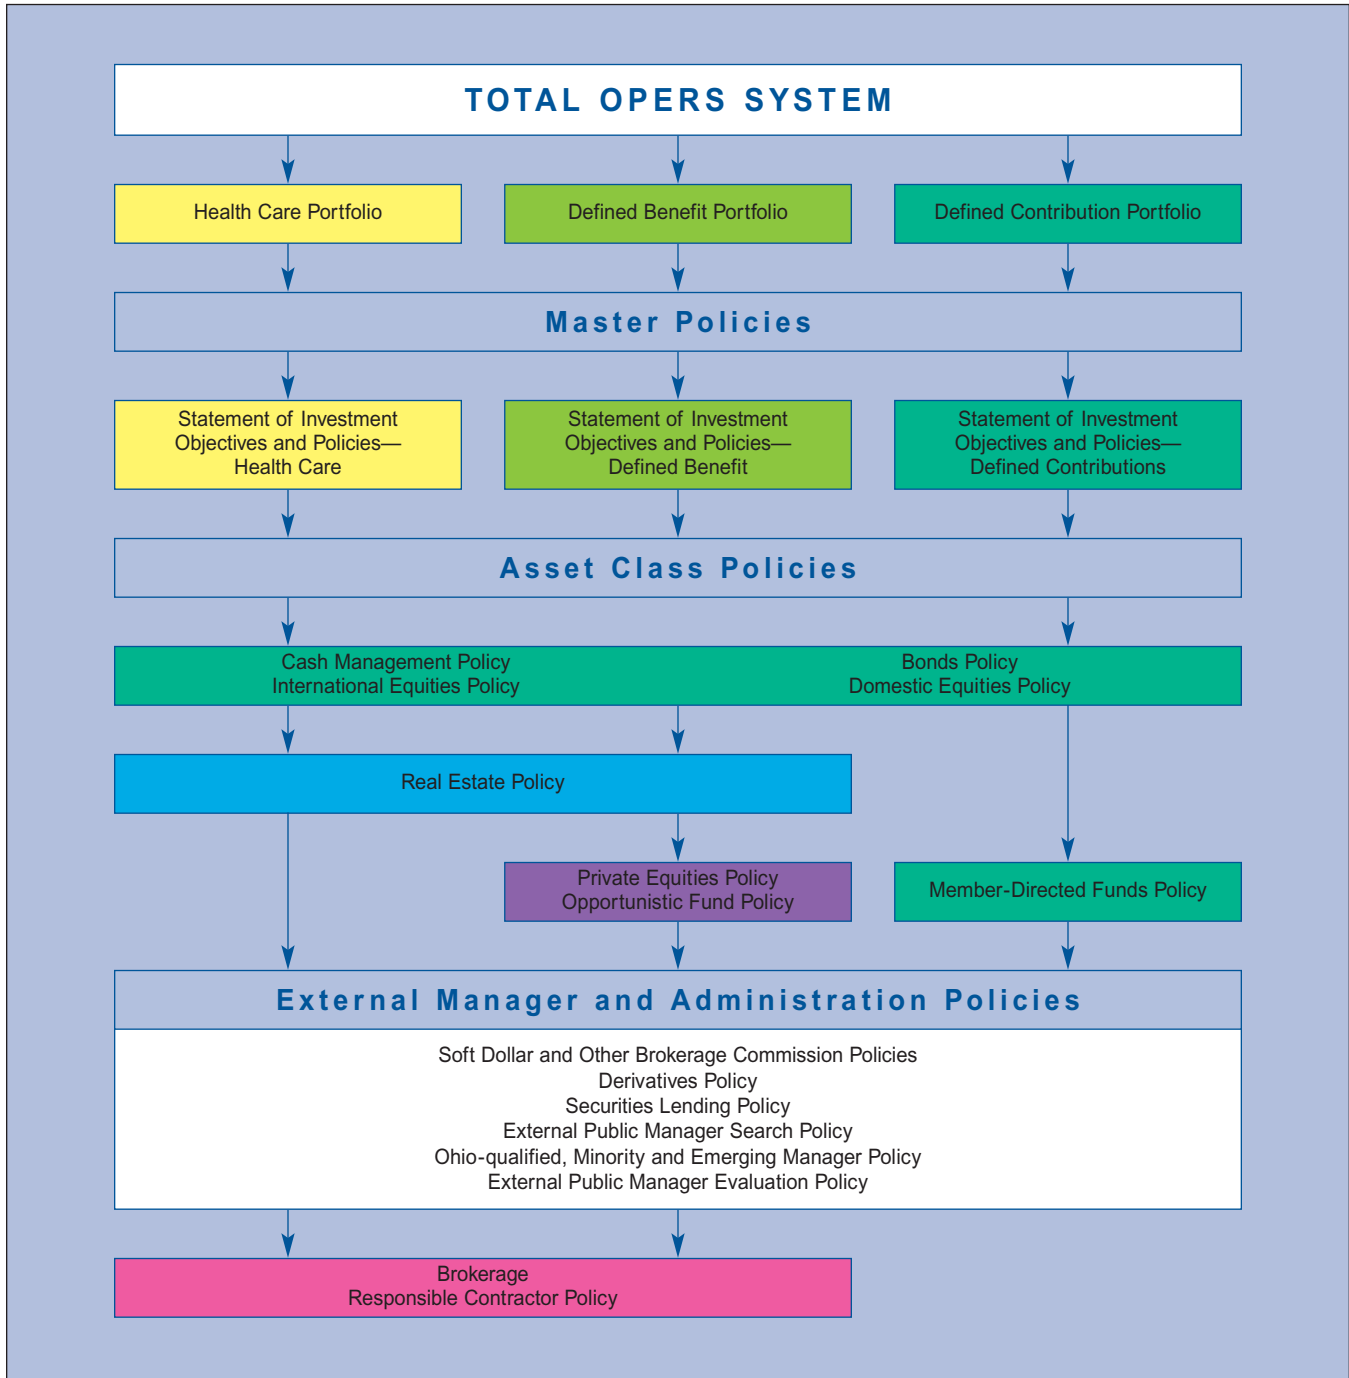 TOTAL OPERS SYSTEM
Health Care Portfolio
Defined Benefit Portfolio
Defined Contribution Portfolio
Master Policies
Statement of Investment
Objectives and Policies—
Health Care
Statement of Investment
Objectives and Policies—
Defined Benefit
Statement of Investment
Objectives and Policies—
Defined Contributions
Asset Class Policies
Cash Management Policy
International Equities Policy
Bonds Policy
Domestic Equities Policy
Real Estate Policy
Private Equities Policy
Opportunistic Fund Policy
Member-Directed Funds Policy
External Manager and Administration Policies
Soft Dollar and Other Brokerage Commission Policies
Derivatives Policy
Securities Lending Policy
External Public Manager Search Policy
Ohio-qualified, Minority and Emerging Manager Policy
External Public Manager Evaluation Policy
Brokerage
Responsible Contractor Policy